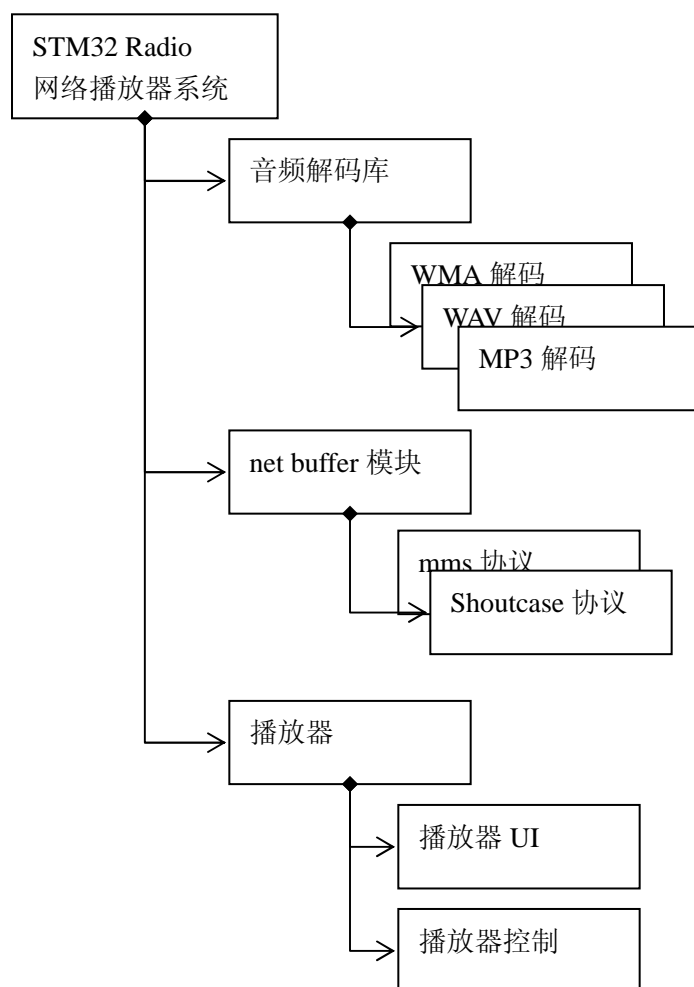 STM32 Radio
网络播放器系统
音频解码库
WMA 解码
WAV 解码
MP3 解码
net buffer 模块
mms 协议
Shoutcase 协议
播放器
播放器 UI
播放器控制